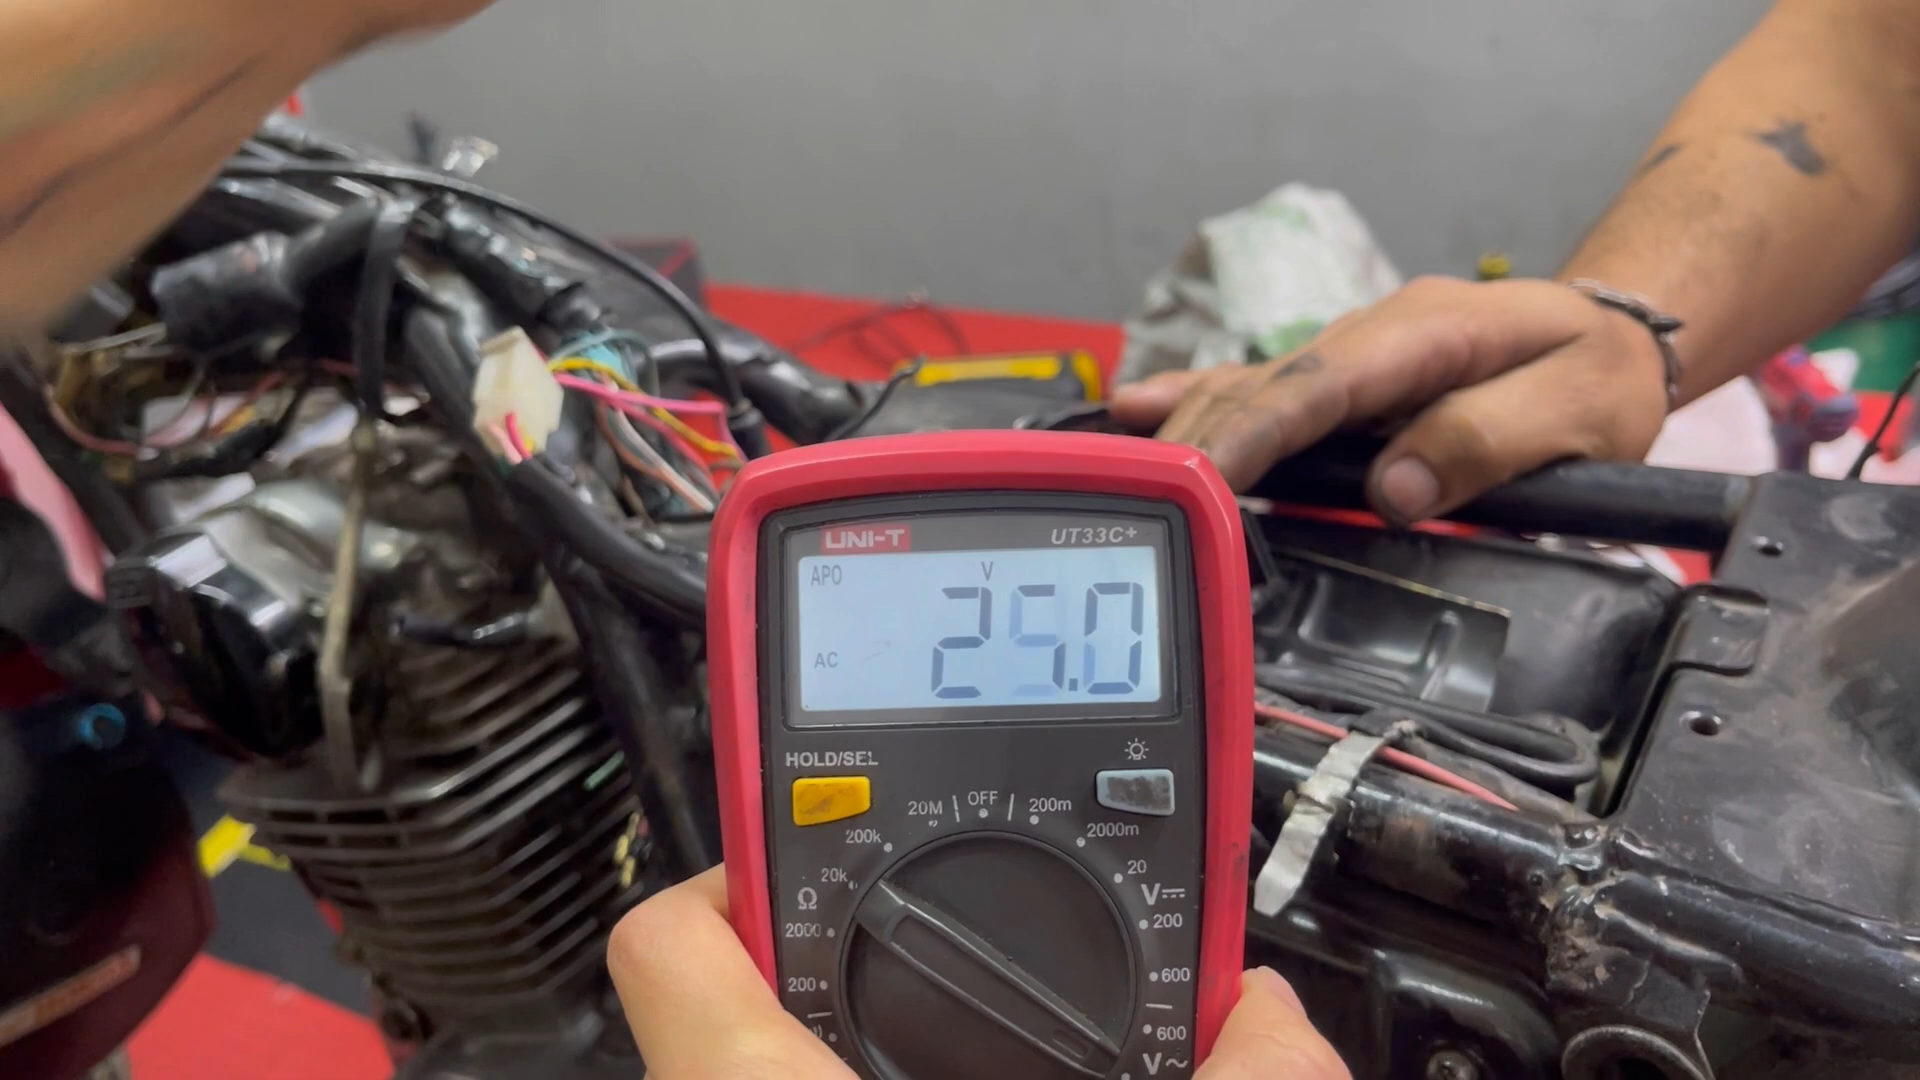 UNI-T UT33C+
APO V
AC 25.0
HOLD/SEL
20M OFF 200m
200k 2000m
20k 20
Ω V⎓
2000 200
200 600
600
V~